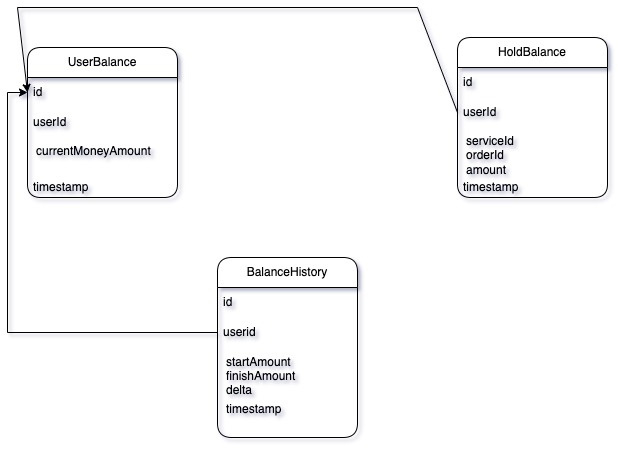 UserBalance
id
userId
currentMoneyAmount
timestamp
HoldBalance
id
userId
serviceId
orderId
amount
timestamp
BalanceHistory
id
userid
startAmount
finishAmount
delta
timestamp